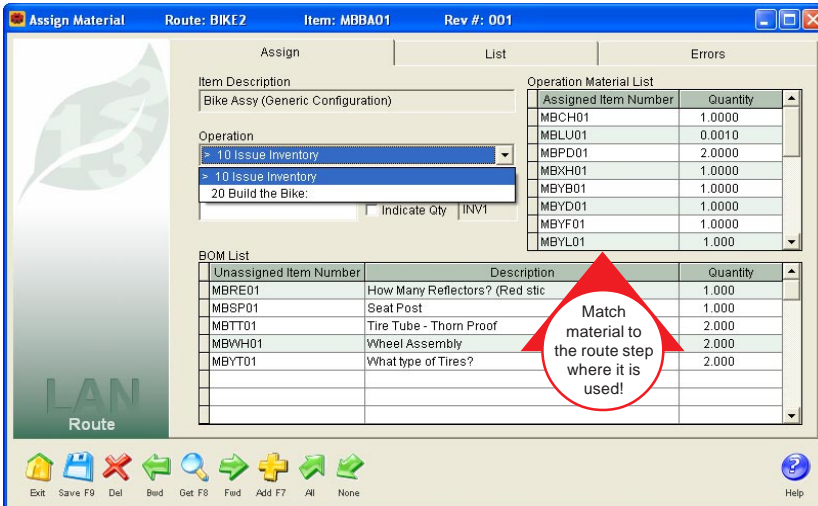 Assign Material Route: BIKE2 Item: MBBA01 Rev #: 001
Assign List Errors
Item Description
Bike Assy (Generic Configuration)
Operation
> 10 Issue Inventory
> 10 Issue Inventory
20 Build the Bike:
Indicate Qty INV1
Operation Material List
Assigned Item Number Quantity
MBCH01 1.0000
MBLU01 0.0010
MBPD01 2.0000
MBXH01 1.0000
MBYB01 1.0000
MBYD01 1.0000
MBYF01 1.0000
MBYL01 1.000
BOM List
Unassigned Item Number Description Quantity
MBRE01 How Many Reflectors? (Red stic 1.000
MBSP01 Seat Post 1.000
MBTT01 Tire Tube - Thorn Proof 2.000
MBWH01 Wheel Assembly 2.000
MBYT01 What type of Tires? 2.000
Match
material to
the route step
where it is
used!
LAN
Route
Exit Save F9 Del Bwd Get F8 Fwd Add F7 All None Help